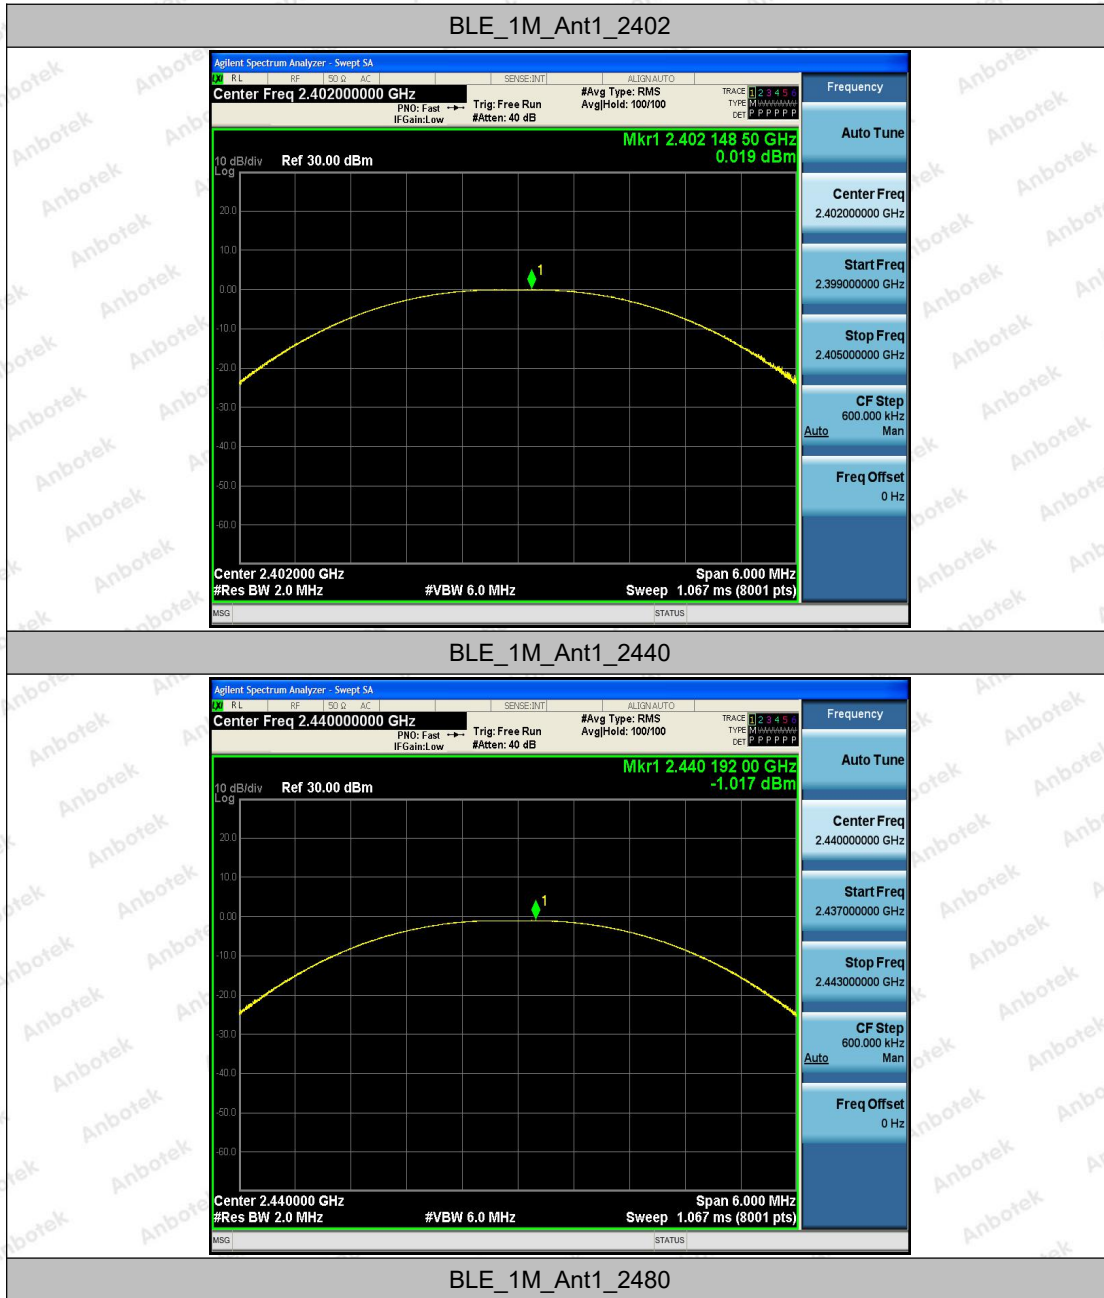 BLE_1M_Ant1_2402
Agilent Spectrum Analyzer - Swept SA
RL RF 50 Ω AC SENSE:INT ALIGNAUTO
Center Freq 2.402000000 GHz #Avg Type: RMS TRACE 1 2 3 4 5 6
PNO: Fast Trig: Free Run Avg|Hold: 100/100 TYPE M
IFGain:Low #Atten: 40 dB DET P P P P P P
Mkr1 2.402 148 50 GHz
0.019 dBm
10 dB/div Ref 30.00 dBm
Log
20.0
10.0
0.00
-10.0
-20.0
-30.0
-40.0
-50.0
-60.0
1
Center 2.402000 GHz Span 6.000 MHz
#Res BW 2.0 MHz #VBW 6.0 MHz Sweep 1.067 ms (8001 pts)
MSG STATUS
Frequency
Auto Tune
Center Freq
2.402000000 GHz
Start Freq
2.399000000 GHz
Stop Freq
2.405000000 GHz
CF Step
600.000 kHz
Auto Man
Freq Offset
0 Hz
BLE_1M_Ant1_2440
Agilent Spectrum Analyzer - Swept SA
RL RF 50 Ω AC SENSE:INT ALIGNAUTO
Center Freq 2.440000000 GHz #Avg Type: RMS TRACE 1 2 3 4 5 6
PNO: Fast Trig: Free Run Avg|Hold: 100/100 TYPE M
IFGain:Low #Atten: 40 dB DET P P P P P P
Mkr1 2.440 192 00 GHz
-1.017 dBm
10 dB/div Ref 30.00 dBm
Log
20.0
10.0
0.00
-10.0
-20.0
-30.0
-40.0
-50.0
-60.0
1
Center 2.440000 GHz Span 6.000 MHz
#Res BW 2.0 MHz #VBW 6.0 MHz Sweep 1.067 ms (8001 pts)
MSG STATUS
Frequency
Auto Tune
Center Freq
2.440000000 GHz
Start Freq
2.437000000 GHz
Stop Freq
2.443000000 GHz
CF Step
600.000 kHz
Auto Man
Freq Offset
0 Hz
BLE_1M_Ant1_2480